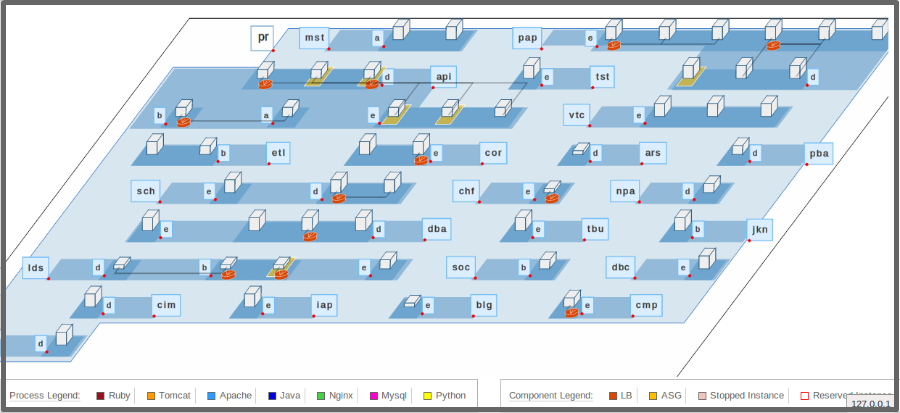 pr mst a pap e
d api e tst d
b a e vtc e
b etl e cor d ars d pba
sch e d chf e npa d
e d dba e tbu b jkn
lds d b e soc b dbc e
d cim e iap e blg e cmp
d
Process Legend: Ruby Tomcat Apache Java Nginx Mysql Python
Component Legend: LB ASG Stopped Instance Reserved Instance
127.0.0.1